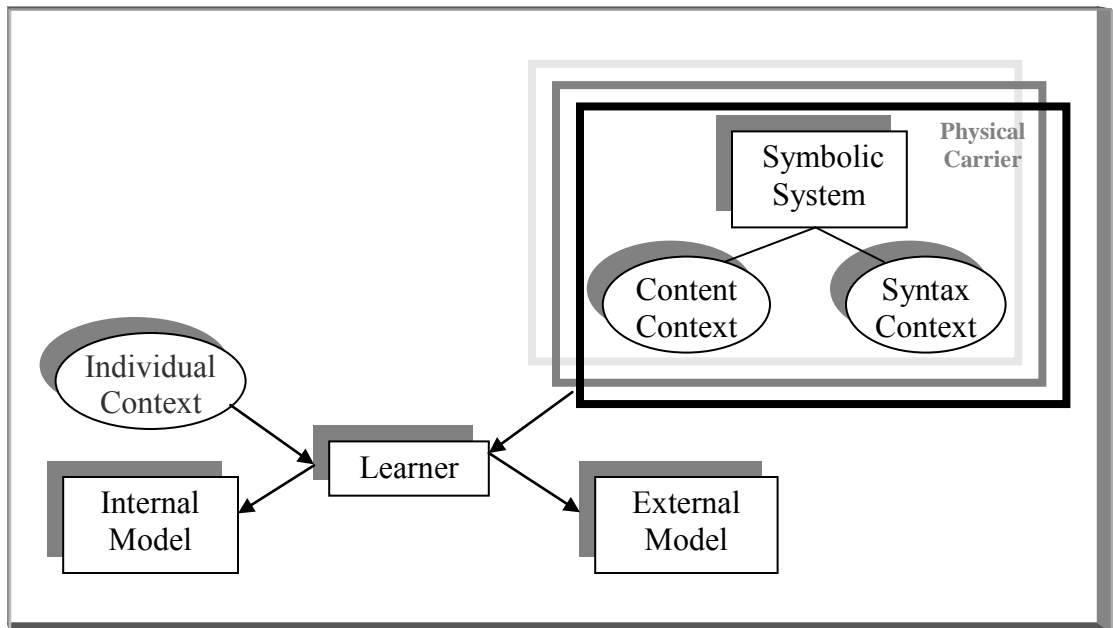 Physical
Carrier
Symbolic
System
Content
Context
Syntax
Context
Individual
Context
Learner
Internal
Model
External
Model